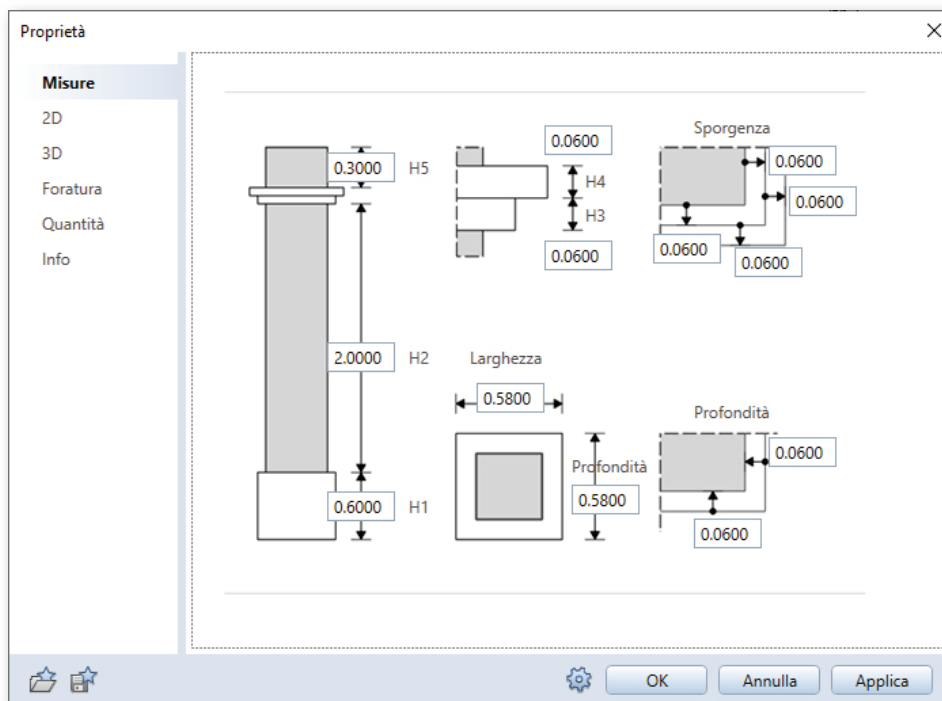 Proprietà
Misure
2D
3D
Foratura
Quantità
Info
0.3000 H5
2.0000 H2
0.6000 H1
0.0600
H4
H3
0.0600
Sporgenza
0.0600
0.0600
0.0600
0.0600
Larghezza
0.5800
Profondità
0.5800
Profondità
0.0600
0.0600
OK
Annulla
Applica